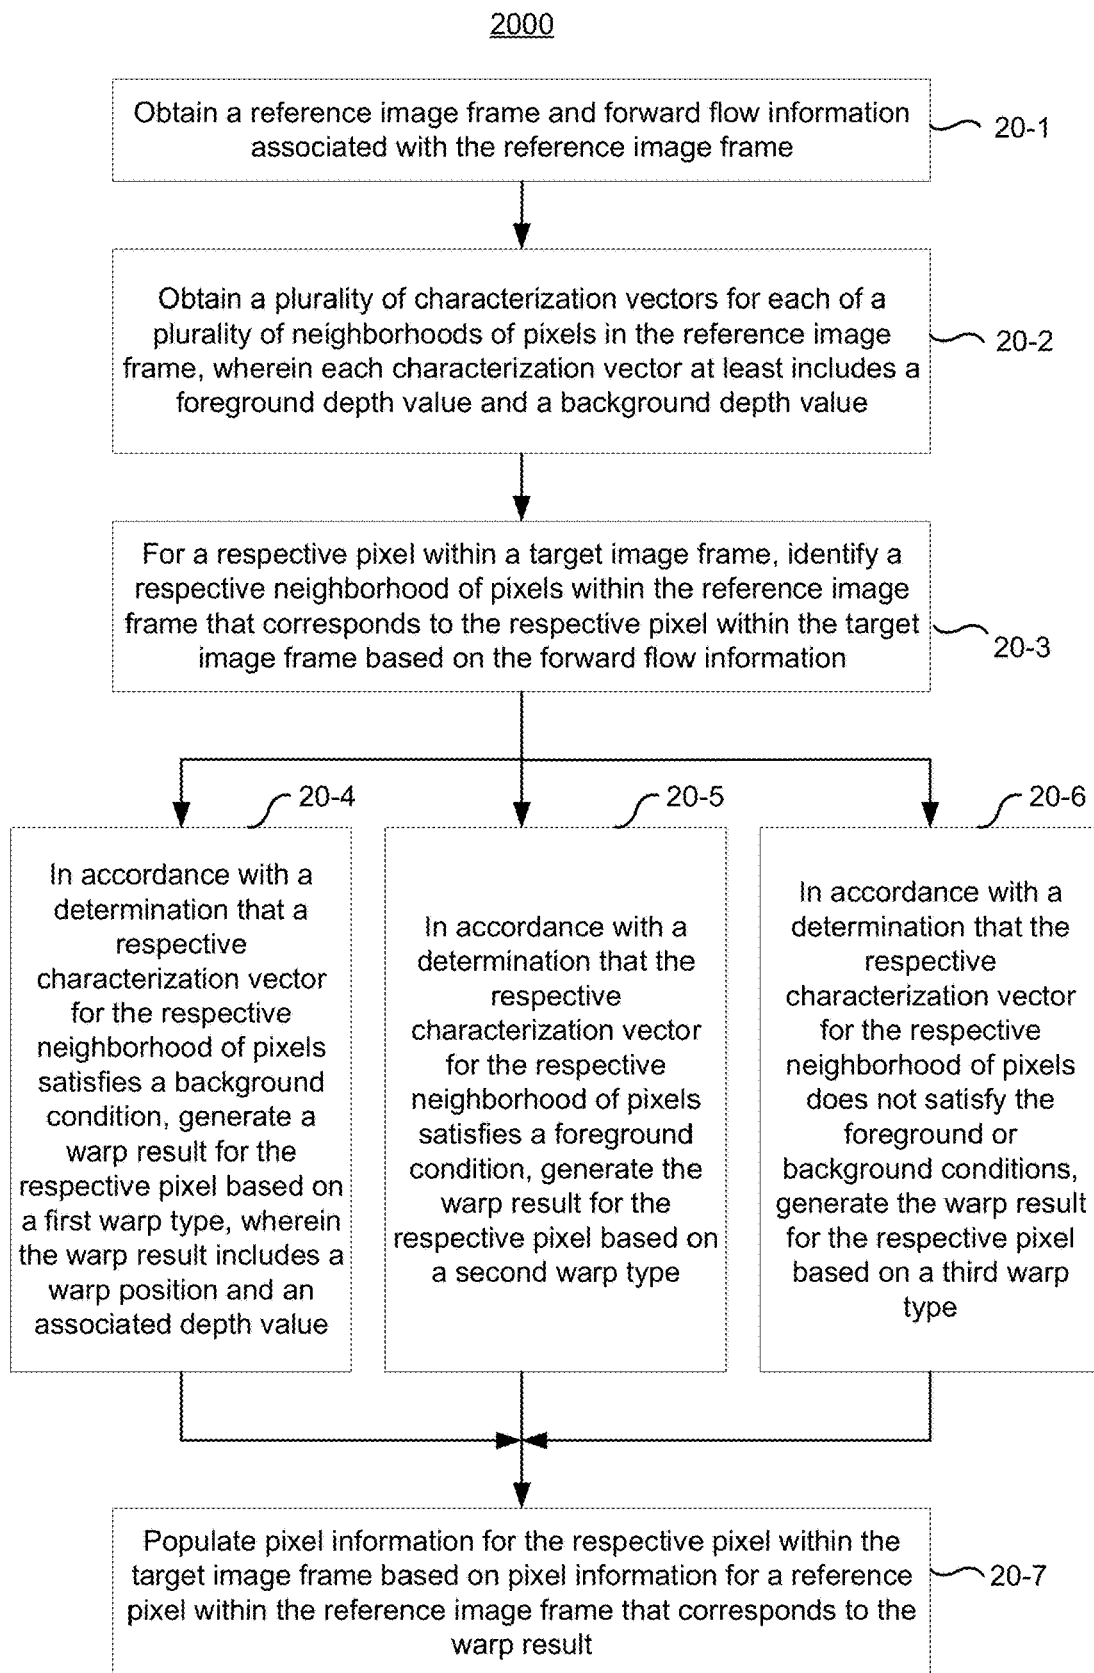 2000
Obtain a reference image frame and forward flow information
associated with the reference image frame
20-1
Obtain a plurality of characterization vectors for each of a
plurality of neighborhoods of pixels in the reference image
frame, wherein each characterization vector at least includes a
foreground depth value and a background depth value
20-2
For a respective pixel within a target image frame, identify a
respective neighborhood of pixels within the reference image
frame that corresponds to the respective pixel within the target
image frame based on the forward flow information
20-3
20-4
In accordance with a
determination that a
respective
characterization vector
for the respective
neighborhood of pixels
satisfies a background
condition, generate a
warp result for the
respective pixel based on
a first warp type, wherein
the warp result includes a
warp position and an
associated depth value
20-5
In accordance with a
determination that the
respective
characterization vector
for the respective
neighborhood of pixels
satisfies a foreground
condition, generate the
warp result for the
respective pixel based on
a second warp type
20-6
In accordance with a
determination that the
respective
characterization vector
for the respective
neighborhood of pixels
does not satisfy the
foreground or
background conditions,
generate the warp result
for the respective pixel
based on a third warp
type
Populate pixel information for the respective pixel within the
target image frame based on pixel information for a reference
pixel within the reference image frame that corresponds to the
warp result
20-7